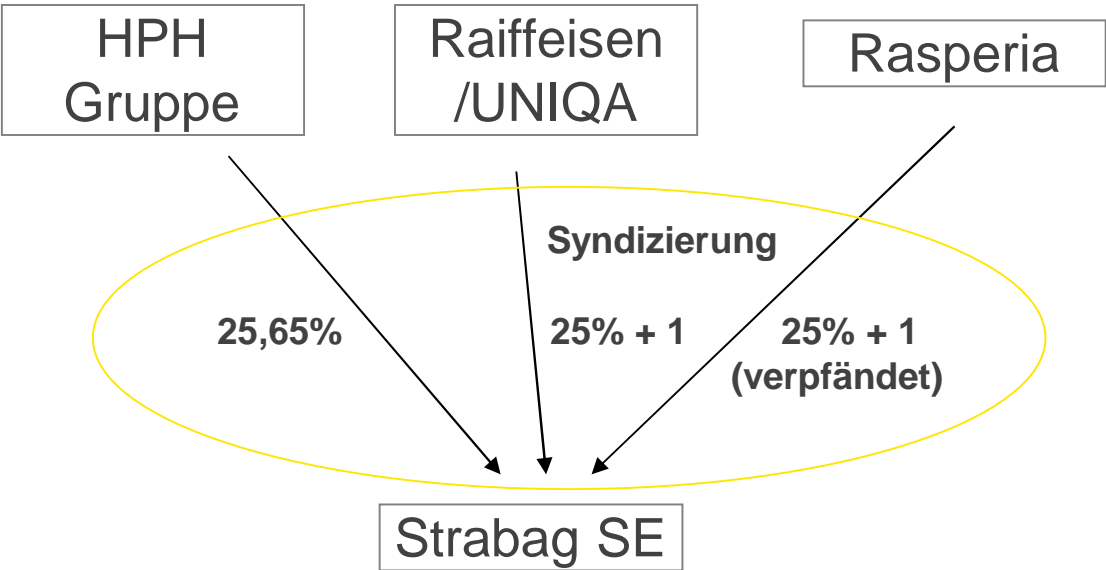 HPH
Gruppe
Raiffeisen
/UNIQA
Rasperia
Syndizierung
25,65%
25% + 1
25% + 1
(verpfändet)
Strabag SE